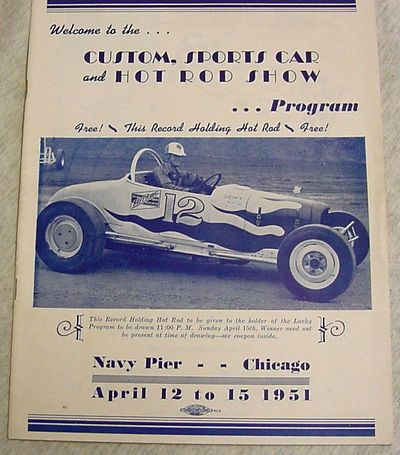 Welcome to the . . .
CUSTOM, SPORTS CAR
and HOT ROD SHOW
. . . Program
Free! This Record Holding Hot Rod Free!
12
This Record Holding Hot Rod to be given to the holder of the Lucky
Program to be drawn 11:00 P. M. Sunday April 15th, Winner need not
be present at time of drawing—see coupon inside.
Navy Pier - - Chicago
April 12 to 15 1951